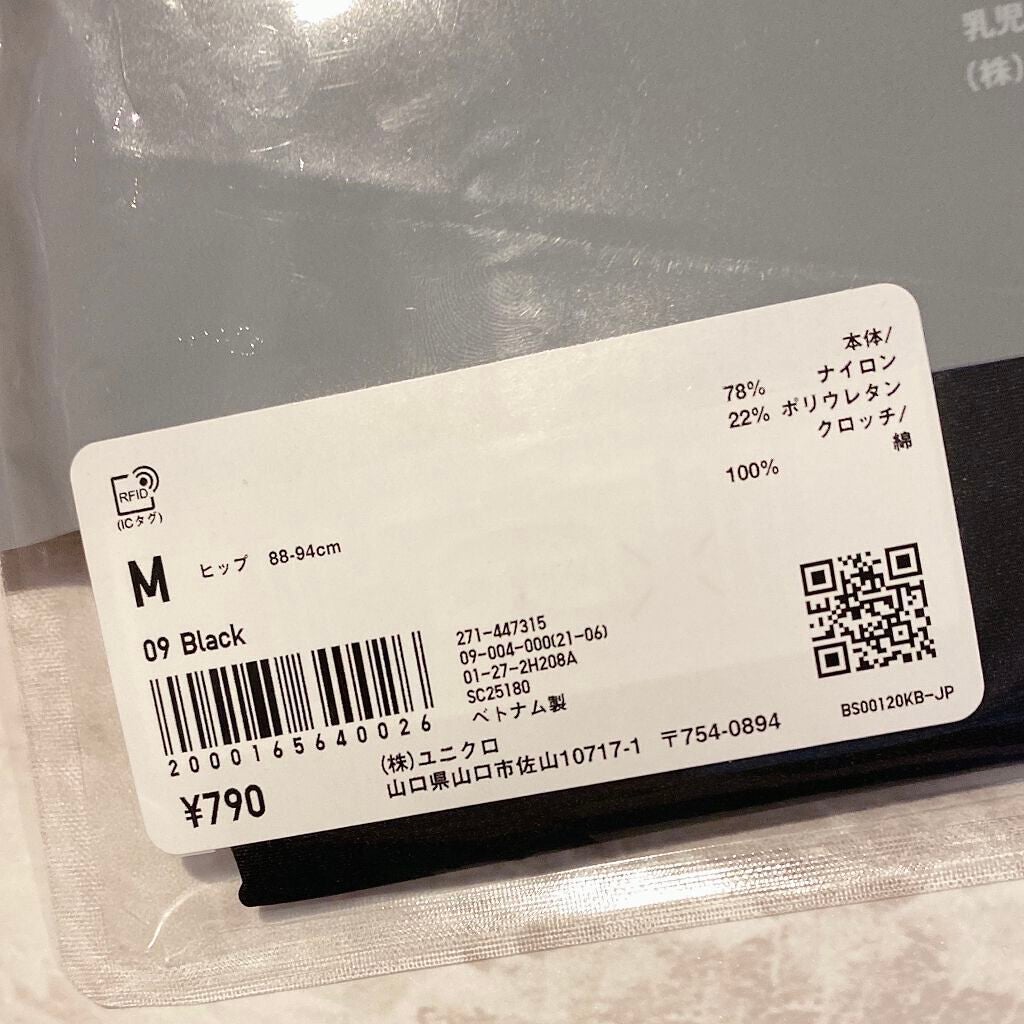 乳児
(株)
本体/
78% ナイロン
22% ポリウレタン
クロッチ/
100% 綿
RFID
(ICタグ)
M ヒップ 88-94cm
09 Black
2000165640026
¥790
271-447315
09-004-000(21-06)
01-27-2H208A
SC25180
ベトナム製
(株)ユニクロ
山口県山口市佐山10717-1 〒754-0894
BS00120KB-JP